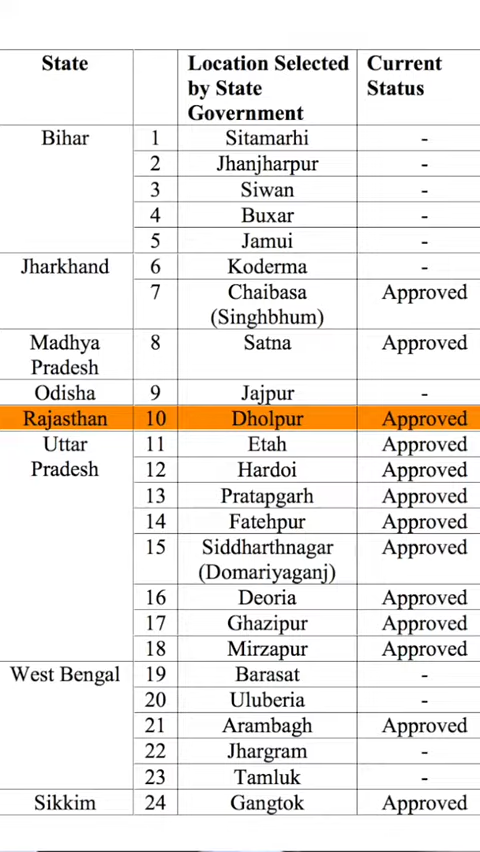 State Location Selected Current
by State Status
Government
Bihar 1 Sitamarhi -
2 Jhanjharpur -
3 Siwan -
4 Buxar -
5 Jamui -
Jharkhand 6 Koderma -
7 Chaibasa Approved
(Singhbhum)
Madhya 8 Satna Approved
Pradesh
Odisha 9 Jajpur -
Rajasthan 10 Dholpur Approved
Uttar 11 Etah Approved
Pradesh 12 Hardoi Approved
13 Pratapgarh Approved
14 Fatehpur Approved
15 Siddharthnagar Approved
(Domariyaganj)
16 Deoria Approved
17 Ghazipur Approved
18 Mirzapur Approved
West Bengal 19 Barasat -
20 Uluberia -
21 Arambagh Approved
22 Jhargram -
23 Tamluk -
Sikkim 24 Gangtok Approved